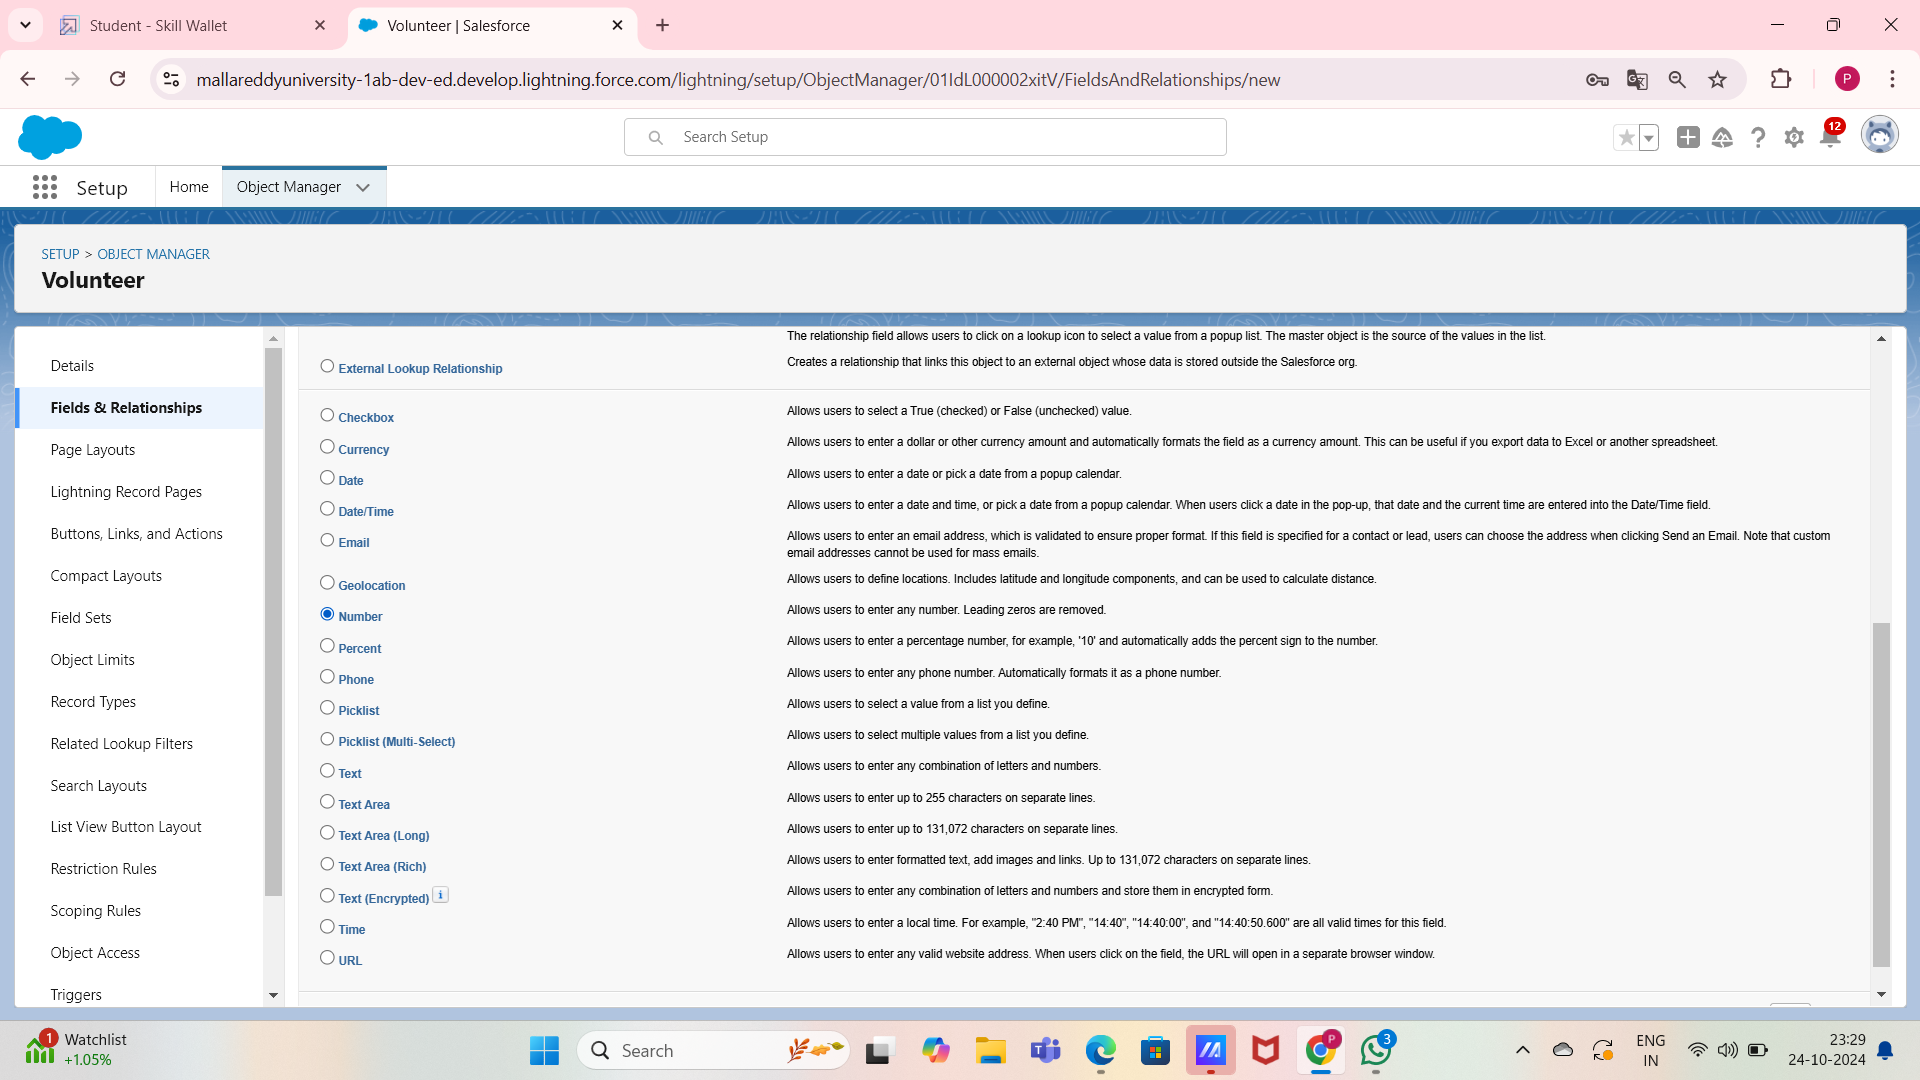 Student - Skill Wallet
Volunteer | Salesforce
mallareddyuniversity-1ab-dev-ed.develop.lightning.force.com/lightning/setup/ObjectManager/01IdL000002xitV/FieldsAndRelationships/new
P
Search Setup
12
Setup
Home
Object Manager
SETUP > OBJECT MANAGER
Volunteer
Details
Fields & Relationships
Page Layouts
Lightning Record Pages
Buttons, Links, and Actions
Compact Layouts
Field Sets
Object Limits
Record Types
Related Lookup Filters
Search Layouts
List View Button Layout
Restriction Rules
Scoping Rules
Object Access
Triggers
The relationship field allows users to click on a lookup icon to select a value from a popup list. The master object is the source of the values in the list.
External Lookup Relationship Creates a relationship that links this object to an external object whose data is stored outside the Salesforce org.
Checkbox Allows users to select a True (checked) or False (unchecked) value.
Currency Allows users to enter a dollar or other currency amount and automatically formats the field as a currency amount. This can be useful if you export data to Excel or another spreadsheet.
Date Allows users to enter a date or pick a date from a popup calendar.
Date/Time Allows users to enter a date and time, or pick a date from a popup calendar. When users click a date in the pop-up, that date and the current time are entered into the Date/Time field.
Email Allows users to enter an email address, which is validated to ensure proper format. If this field is specified for a contact or lead, users can choose the address when clicking Send an Email. Note that custom
email addresses cannot be used for mass emails.
Geolocation Allows users to define locations. Includes latitude and longitude components, and can be used to calculate distance.
Number Allows users to enter any number. Leading zeros are removed.
Percent Allows users to enter a percentage number, for example, '10' and automatically adds the percent sign to the number.
Phone Allows users to enter any phone number. Automatically formats it as a phone number.
Picklist Allows users to select a value from a list you define.
Picklist (Multi-Select) Allows users to select multiple values from a list you define.
Text Allows users to enter any combination of letters and numbers.
Text Area Allows users to enter up to 255 characters on separate lines.
Text Area (Long) Allows users to enter up to 131,072 characters on separate lines.
Text Area (Rich) Allows users to enter formatted text, add images and links. Up to 131,072 characters on separate lines.
Text (Encrypted) i Allows users to enter any combination of letters and numbers and store them in encrypted form.
Time Allows users to enter a local time. For example, "2:40 PM", "14:40", "14:40:00", and "14:40:50.600" are all valid times for this field.
URL Allows users to enter any valid website address. When users click on the field, the URL will open in a separate browser window.
1
Watchlist
+1.05%
Search
P
3
ENG
IN
23:29
24-10-2024